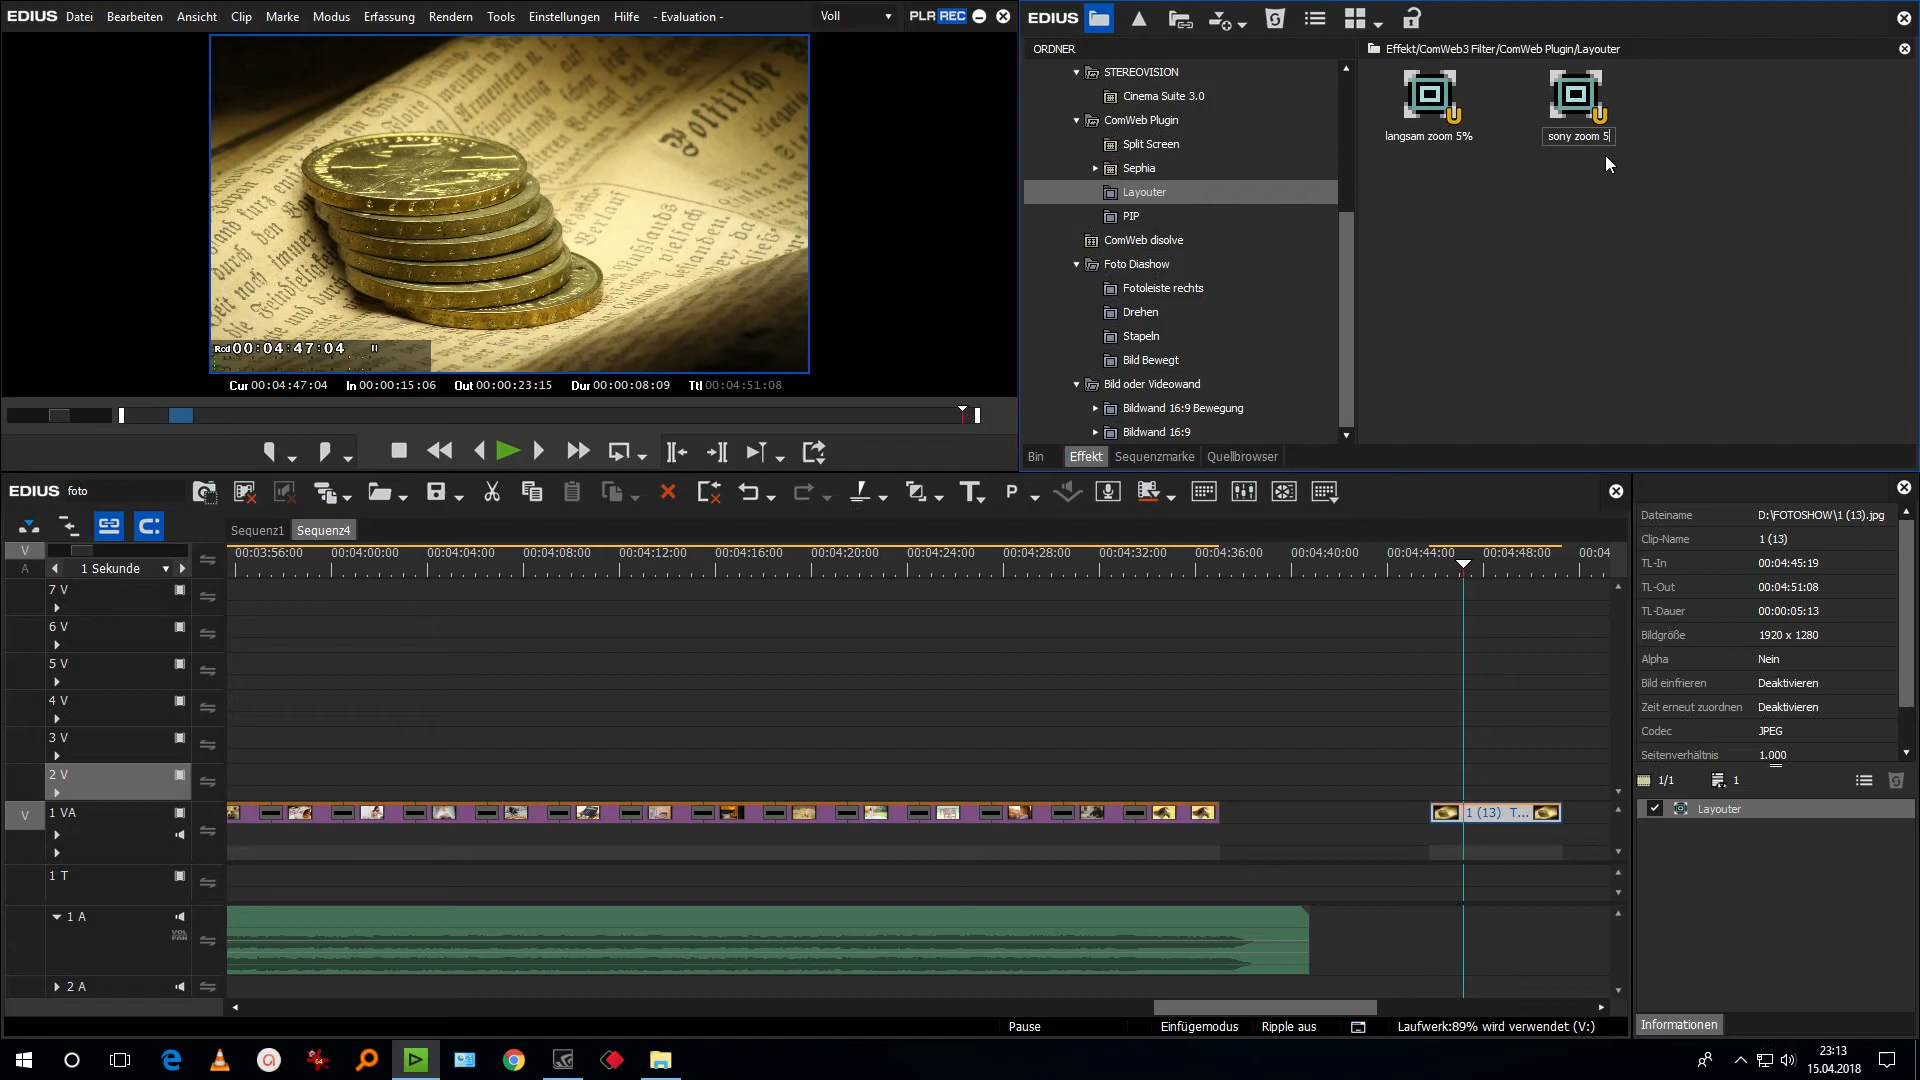 EDIUS Datei Bearbeiten Ansicht Clip Marke Modus Erfassung Rendern Tools Einstellungen Hilfe - Evaluation - Voll PLR REC
Politische
Rcd 00:04:47:04
Cur 00:04:47:04 In 00:00:15:06 Out 00:00:23:15 Dur 00:00:08:09 Ttl 00:04:51:08
EDIUS
ORDNER
STEREOVISION
Cinema Suite 3.0
ComWeb Plugin
Split Screen
Sephia
Layouter
PIP
ComWeb disolve
Foto Diashow
Fotoleiste rechts
Drehen
Stapeln
Bild Bewegt
Bild oder Videowand
Bildwand 16:9 Bewegung
Bildwand 16:9
Effekt/ComWeb3 Filter/ComWeb Plugin/Layouter
langsam zoom 5%
sony zoom 5
Bin Effekt Sequenzmarke Quellbrowser
EDIUS foto
Sequenz1 Sequenz4
V
A
1 Sekunde
00:03:56:00 00:04:00:00 00:04:04:00 00:04:08:00 00:04:12:00 00:04:16:00 00:04:20:00 00:04:24:00 00:04:28:00 00:04:32:00 00:04:36:00 00:04:40:00 00:04:44:00 00:04:48:00 00:04
7 V
6 V
5 V
4 V
3 V
2 V
V 1 VA
1 (13) T...
1 T
1 A
VOL
PAN
2 A
Dateiname D:\FOTOSHOW\1 (13).jpg
Clip-Name 1 (13)
TL-In 00:04:45:19
TL-Out 00:04:51:08
TL-Dauer 00:00:05:13
Bildgröße 1920 x 1280
Alpha Nein
Bild einfrieren Deaktivieren
Zeit erneut zuordnen Deaktivieren
Codec JPEG
Seitenverhältnis 1.000
1/1 1
Layouter
Informationen
Pause Einfügemodus Ripple aus Laufwerk:89% wird verwendet (V:)
23:13
15.04.2018